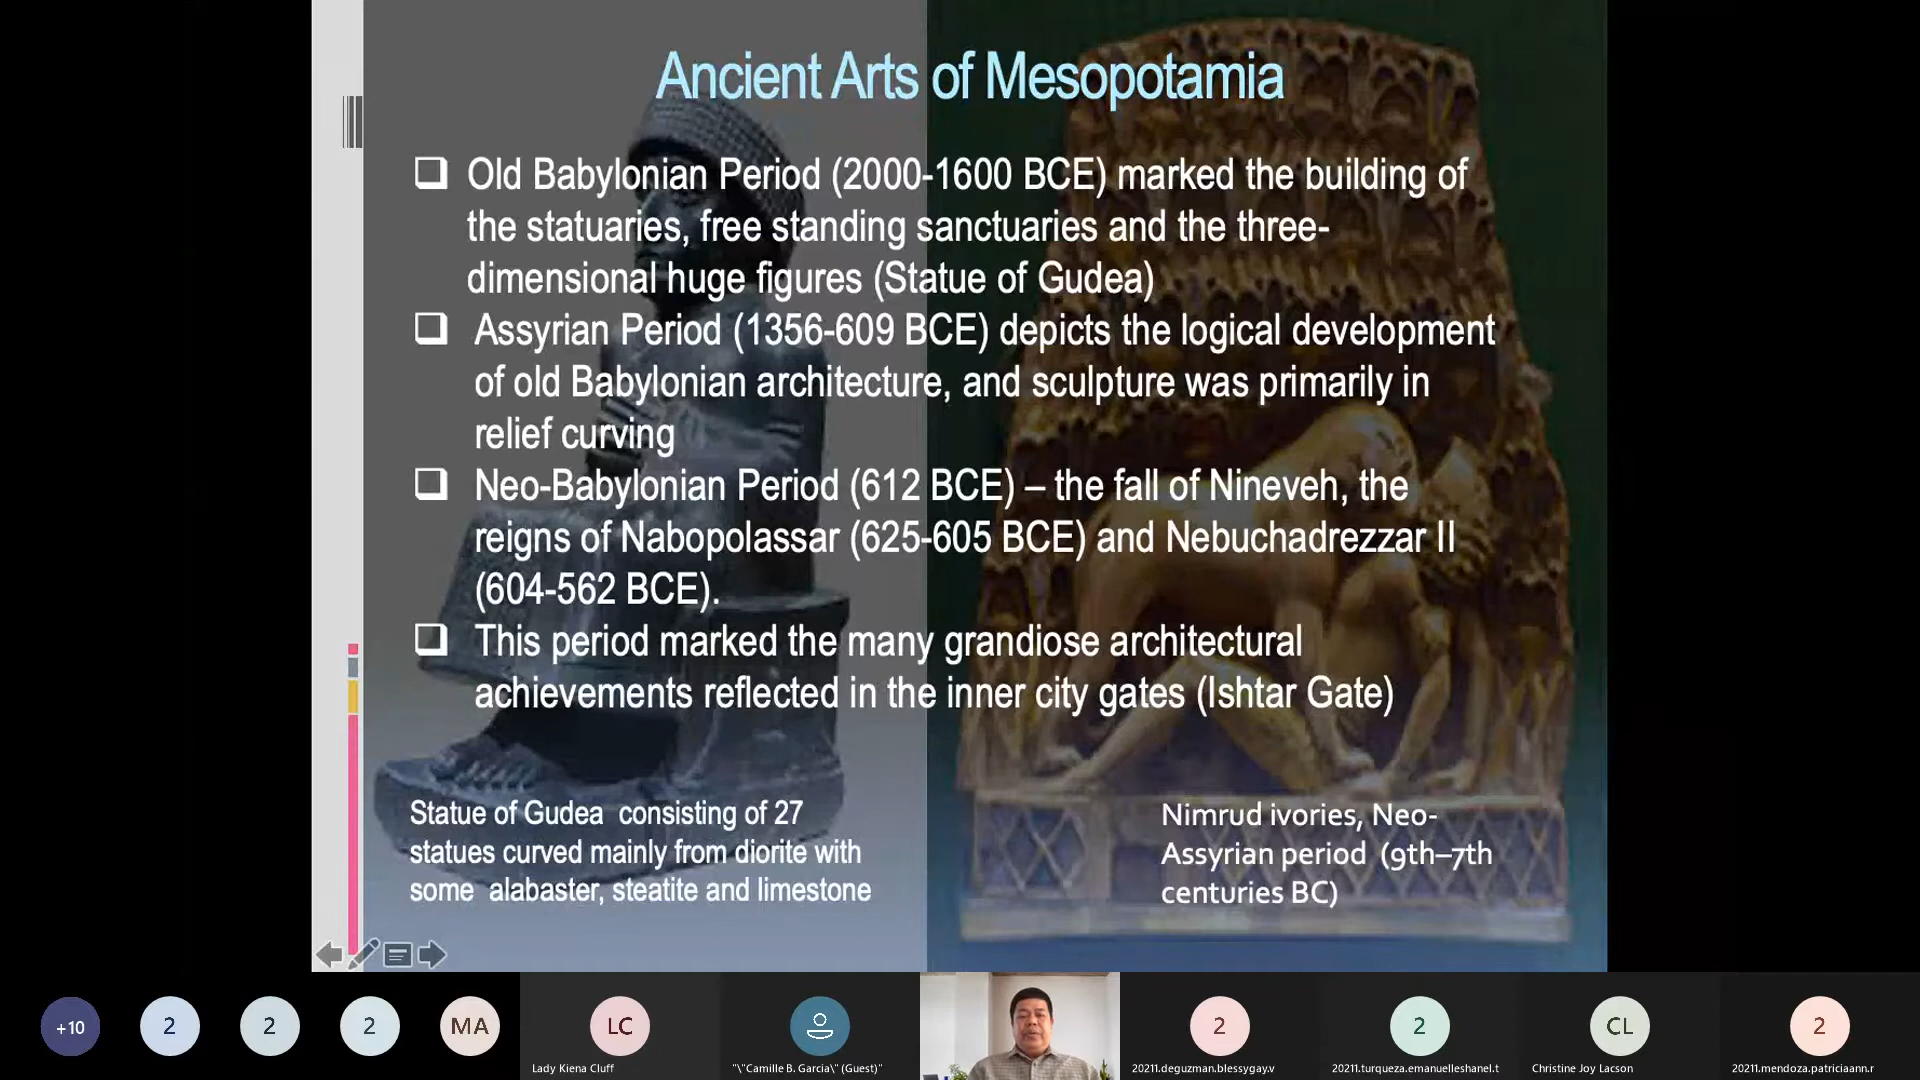 Ancient Arts of Mesopotamia
Old Babylonian Period (2000-1600 BCE) marked the building of
the statuaries, free standing sanctuaries and the three-
dimensional huge figures (Statue of Gudea)
Assyrian Period (1356-609 BCE) depicts the logical development
of old Babylonian architecture, and sculpture was primarily in
relief curving
Neo-Babylonian Period (612 BCE) – the fall of Nineveh, the
reigns of Nabopolassar (625-605 BCE) and Nebuchadrezzar II
(604-562 BCE).
This period marked the many grandiose architectural
achievements reflected in the inner city gates (Ishtar Gate)
Statue of Gudea consisting of 27
statues curved mainly from diorite with
some alabaster, steatite and limestone
Nimrud ivories, Neo-
Assyrian period (9th–7th
centuries BC)
+10
2
2
2
MA
LC
2
2
CL
2
Lady Kiena Cluff
"\"Camille B. Garcia\" (Guest)"
20211.deguzman.blessygay.v
20211.turqueza.emanuelleshanel.t
Christine Joy Lacson
20211.mendoza.patriciaann.r